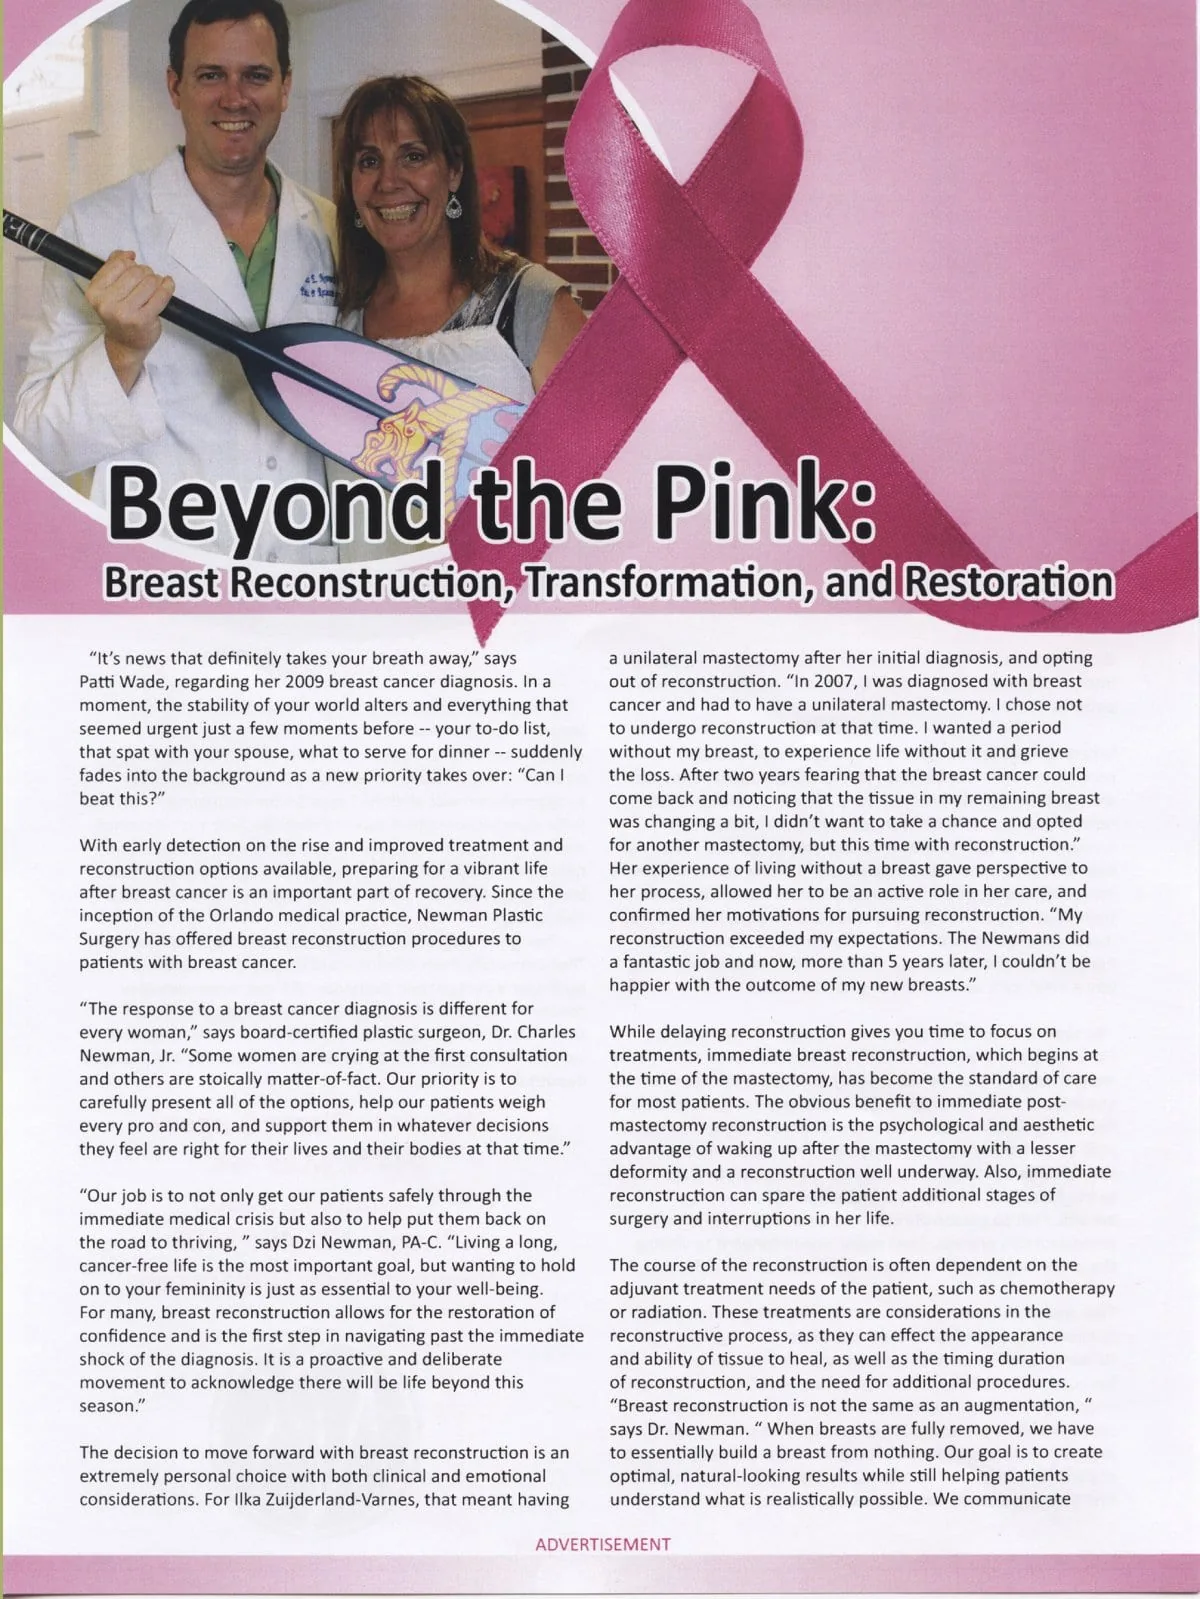 Beyond the Pink:
Breast Reconstruction, Transformation, and Restoration
“It’s news that definitely takes your breath away,” says
Patti Wade, regarding her 2009 breast cancer diagnosis. In a
moment, the stability of your world alters and everything that
seemed urgent just a few moments before -- your to-do list,
that spat with your spouse, what to serve for dinner -- suddenly
fades into the background as a new priority takes over: “Can I
beat this?”
With early detection on the rise and improved treatment and
reconstruction options available, preparing for a vibrant life
after breast cancer is an important part of recovery. Since the
inception of the Orlando medical practice, Newman Plastic
Surgery has offered breast reconstruction procedures to
patients with breast cancer.
“The response to a breast cancer diagnosis is different for
every woman,” says board-certified plastic surgeon, Dr. Charles
Newman, Jr. “Some women are crying at the first consultation
and others are stoically matter-of-fact. Our priority is to
carefully present all of the options, help our patients weigh
every pro and con, and support them in whatever decisions
they feel are right for their lives and their bodies at that time.”
“Our job is to not only get our patients safely through the
immediate medical crisis but also to help put them back on
the road to thriving, ” says Dzi Newman, PA-C. “Living a long,
cancer-free life is the most important goal, but wanting to hold
on to your femininity is just as essential to your well-being.
For many, breast reconstruction allows for the restoration of
confidence and is the first step in navigating past the immediate
shock of the diagnosis. It is a proactive and deliberate
movement to acknowledge there will be life beyond this
season.”
The decision to move forward with breast reconstruction is an
extremely personal choice with both clinical and emotional
considerations. For Ilka Zuijderland-Varnes, that meant having
a unilateral mastectomy after her initial diagnosis, and opting
out of reconstruction. “In 2007, I was diagnosed with breast
cancer and had to have a unilateral mastectomy. I chose not
to undergo reconstruction at that time. I wanted a period
without my breast, to experience life without it and grieve
the loss. After two years fearing that the breast cancer could
come back and noticing that the tissue in my remaining breast
was changing a bit, I didn’t want to take a chance and opted
for another mastectomy, but this time with reconstruction.”
Her experience of living without a breast gave perspective to
her process, allowed her to be an active role in her care, and
confirmed her motivations for pursuing reconstruction. “My
reconstruction exceeded my expectations. The Newmans did
a fantastic job and now, more than 5 years later, I couldn’t be
happier with the outcome of my new breasts.”
While delaying reconstruction gives you time to focus on
treatments, immediate breast reconstruction, which begins at
the time of the mastectomy, has become the standard of care
for most patients. The obvious benefit to immediate post-
mastectomy reconstruction is the psychological and aesthetic
advantage of waking up after the mastectomy with a lesser
deformity and a reconstruction well underway. Also, immediate
reconstruction can spare the patient additional stages of
surgery and interruptions in her life.
The course of the reconstruction is often dependent on the
adjuvant treatment needs of the patient, such as chemotherapy
or radiation. These treatments are considerations in the
reconstructive process, as they can effect the appearance
and ability of tissue to heal, as well as the timing duration
of reconstruction, and the need for additional procedures.
“Breast reconstruction is not the same as an augmentation, “
says Dr. Newman. “ When breasts are fully removed, we have
to essentially build a breast from nothing. Our goal is to create
optimal, natural-looking results while still helping patients
understand what is realistically possible. We communicate
ADVERTISEMENT